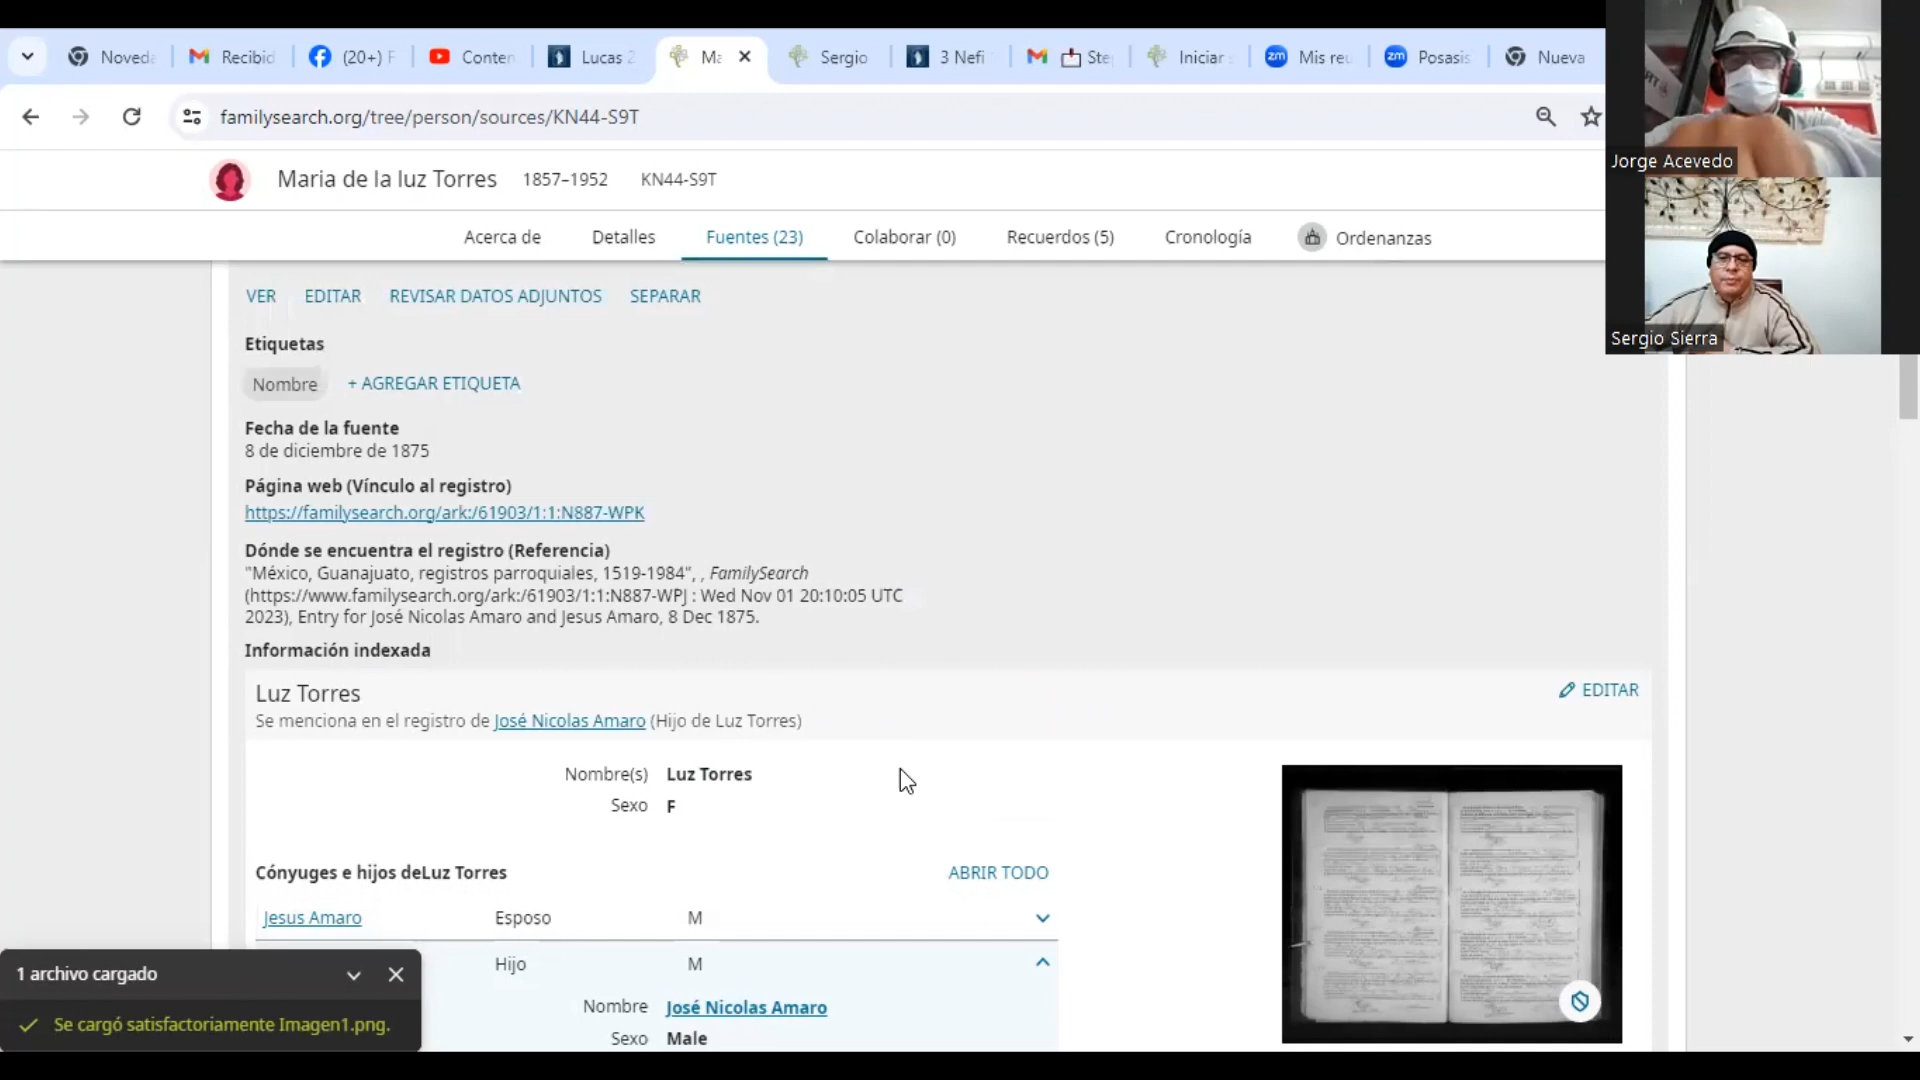 Noveda
Recibid
(20+) F
Conten
Lucas 2
Ma
Sergio
3 Nefi
Ste
Iniciar s
Mis reu
Posasis
Nueva
familysearch.org/tree/person/sources/KN44-S9T
Maria de la luz Torres 1857–1952 KN44-S9T
Acerca de Detalles Fuentes (23) Colaborar (0) Recuerdos (5) Cronología Ordenanzas
Jorge Acevedo
Sergio Sierra
VER EDITAR REVISAR DATOS ADJUNTOS SEPARAR
Etiquetas
Nombre + AGREGAR ETIQUETA
Fecha de la fuente
8 de diciembre de 1875
Página web (Vínculo al registro)
https://familysearch.org/ark:/61903/1:1:N887-WPK
Dónde se encuentra el registro (Referencia)
"México, Guanajuato, registros parroquiales, 1519-1984", , FamilySearch
(https://www.familysearch.org/ark:/61903/1:1:N887-WPJ : Wed Nov 01 20:10:05 UTC
2023), Entry for José Nicolas Amaro and Jesus Amaro, 8 Dec 1875.
Información indexada
Luz Torres
EDITAR
Se menciona en el registro de José Nicolas Amaro (Hijo de Luz Torres)
Nombre(s) Luz Torres
Sexo F
Cónyuges e hijos deLuz Torres ABRIR TODO
Jesus Amaro Esposo M
Hijo M
Nombre José Nicolas Amaro
Sexo Male
1 archivo cargado
Se cargó satisfactoriamente Imagen1.png.